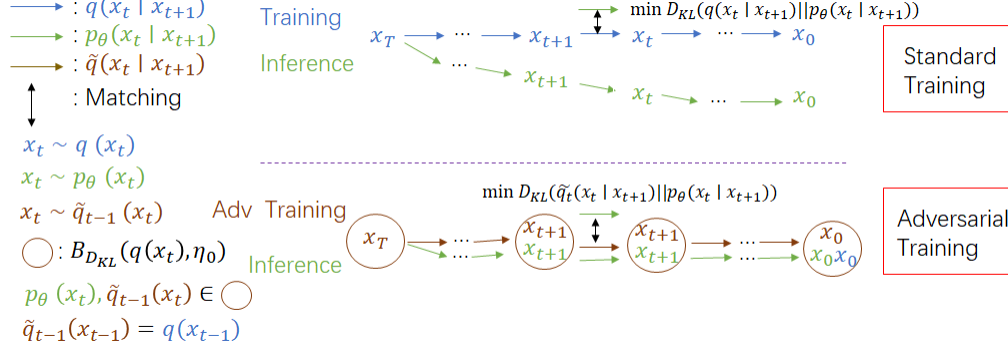 : q(x_t | x_{t+1})
: p_θ(x_t | x_{t+1})
: q̃(x_t | x_{t+1})
: Matching
x_t ~ q (x_t)
x_t ~ p_θ (x_t)
x_t ~ q̃_{t-1} (x_t)
: B_{D_{KL}}(q(x_t), η_0)
p_θ (x_t), q̃_{t-1}(x_t) ∈
q̃_{t-1}(x_{t-1}) = q(x_{t-1})
min D_{KL}(q(x_t | x_{t+1})||p_θ(x_t | x_{t+1}))
Training
x_T ... x_{t+1} x_t ... x_0
Inference
... x_{t+1} x_t ... x_0
Standard
Training
min D_{KL}(q̃_t(x_t | x_{t+1})||p_θ(x_t | x_{t+1}))
Adv Training
x_T ... x_{t+1} x_{t+1} ... x_0
Inference
... x_{t+1} x_{t+1} ... x_0x_0
Adversarial
Training